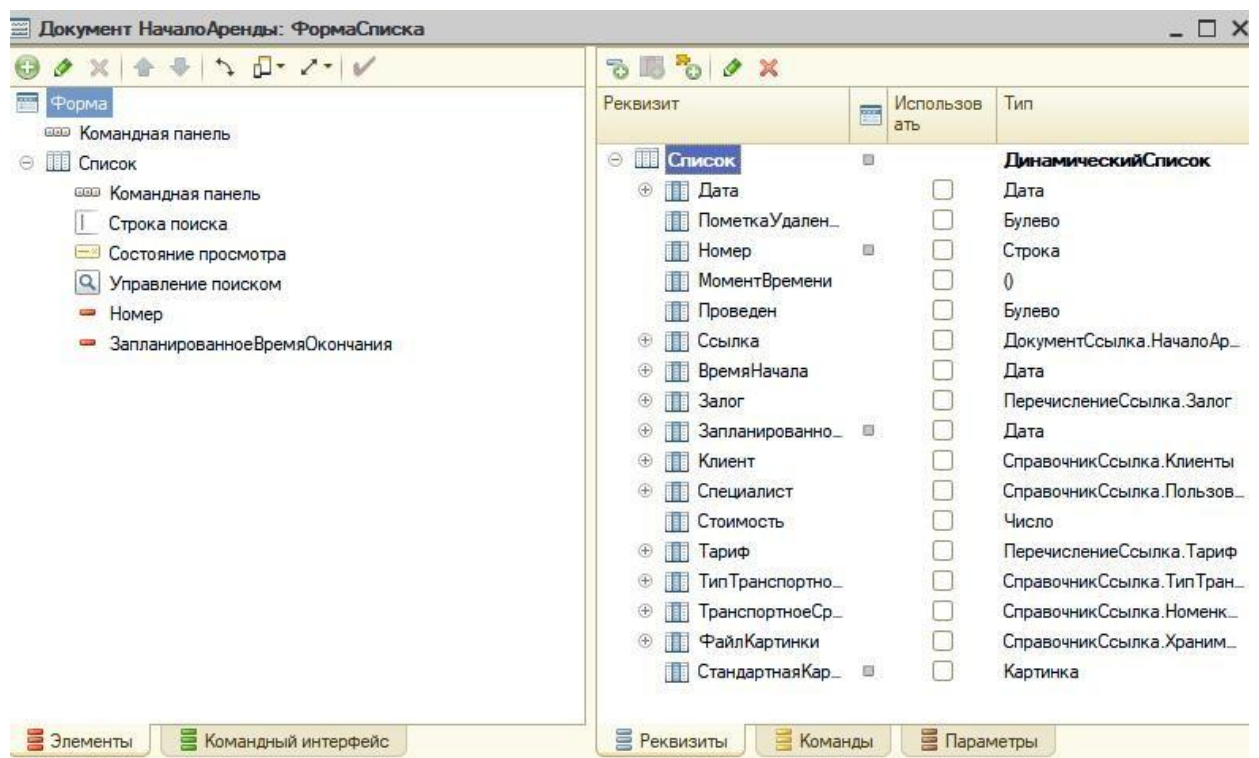 Документ НачалоАренды: ФормаСписка
Форма
Командная панель
Список
Командная панель
Строка поиска
Состояние просмотра
Управление поиском
Номер
ЗапланированноеВремяОкончания
Элементы
Командный интерфейс
Реквизит
Использов
ать
Тип
Список ДинамическийСписок
Дата Дата
ПометкаУдален... Булево
Номер Строка
МоментВремени ()
Проведен Булево
Ссылка ДокументСсылка.НачалоАр...
ВремяНачала Дата
Залог ПеречислениеСсылка.Залог
Запланированно... Дата
Клиент СправочникСсылка.Клиенты
Специалист СправочникСсылка.Пользов...
Стоимость Число
Тариф ПеречислениеСсылка.Тариф
ТипТранспортно... СправочникСсылка.ТипТран...
ТранспортноеСр... СправочникСсылка.Номенк...
ФайлКартинки СправочникСсылка.Храним...
СтандартнаяКар... Картинка
Реквизиты
Команды
Параметры